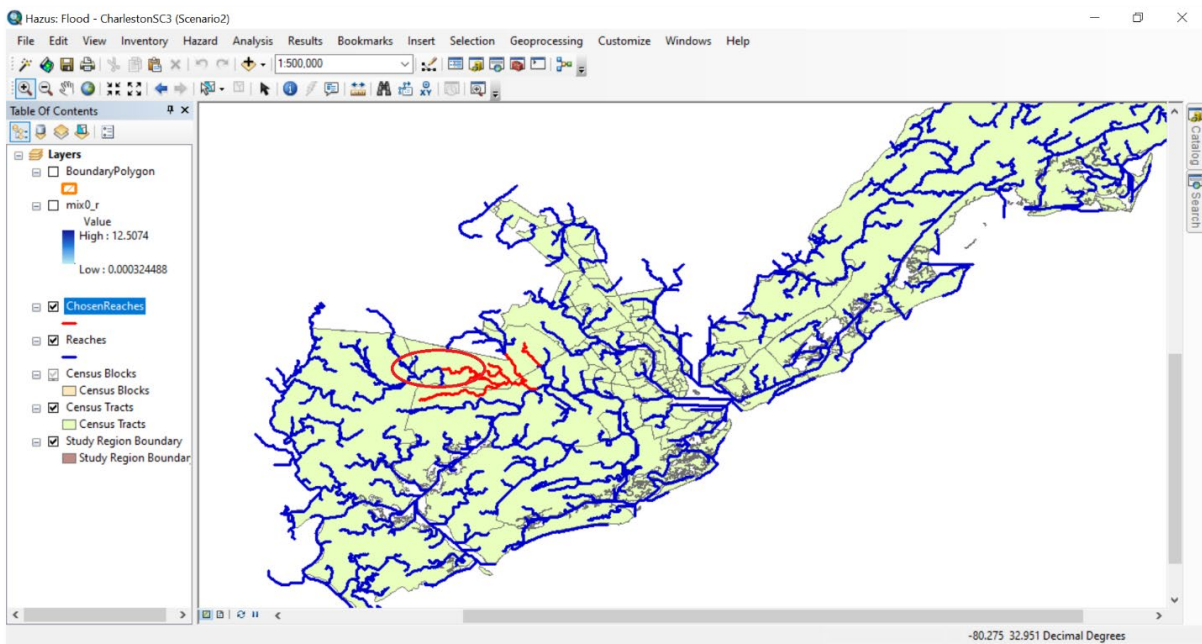 Hazus: Flood - CharlestonSC3 (Scenario2)
File Edit View Inventory Hazard Analysis Results Bookmarks Insert Selection Geoprocessing Customize Windows Help
1:500,000
Table Of Contents
Layers
BoundaryPolygon
mix0_r
Value
High : 12.5074
Low : 0.000324488
ChosenReaches
Reaches
Census Blocks
Census Blocks
Census Tracts
Census Tracts
Study Region Boundary
Study Region Boundar
Catalog
Search
-80.275 32.951 Decimal Degrees